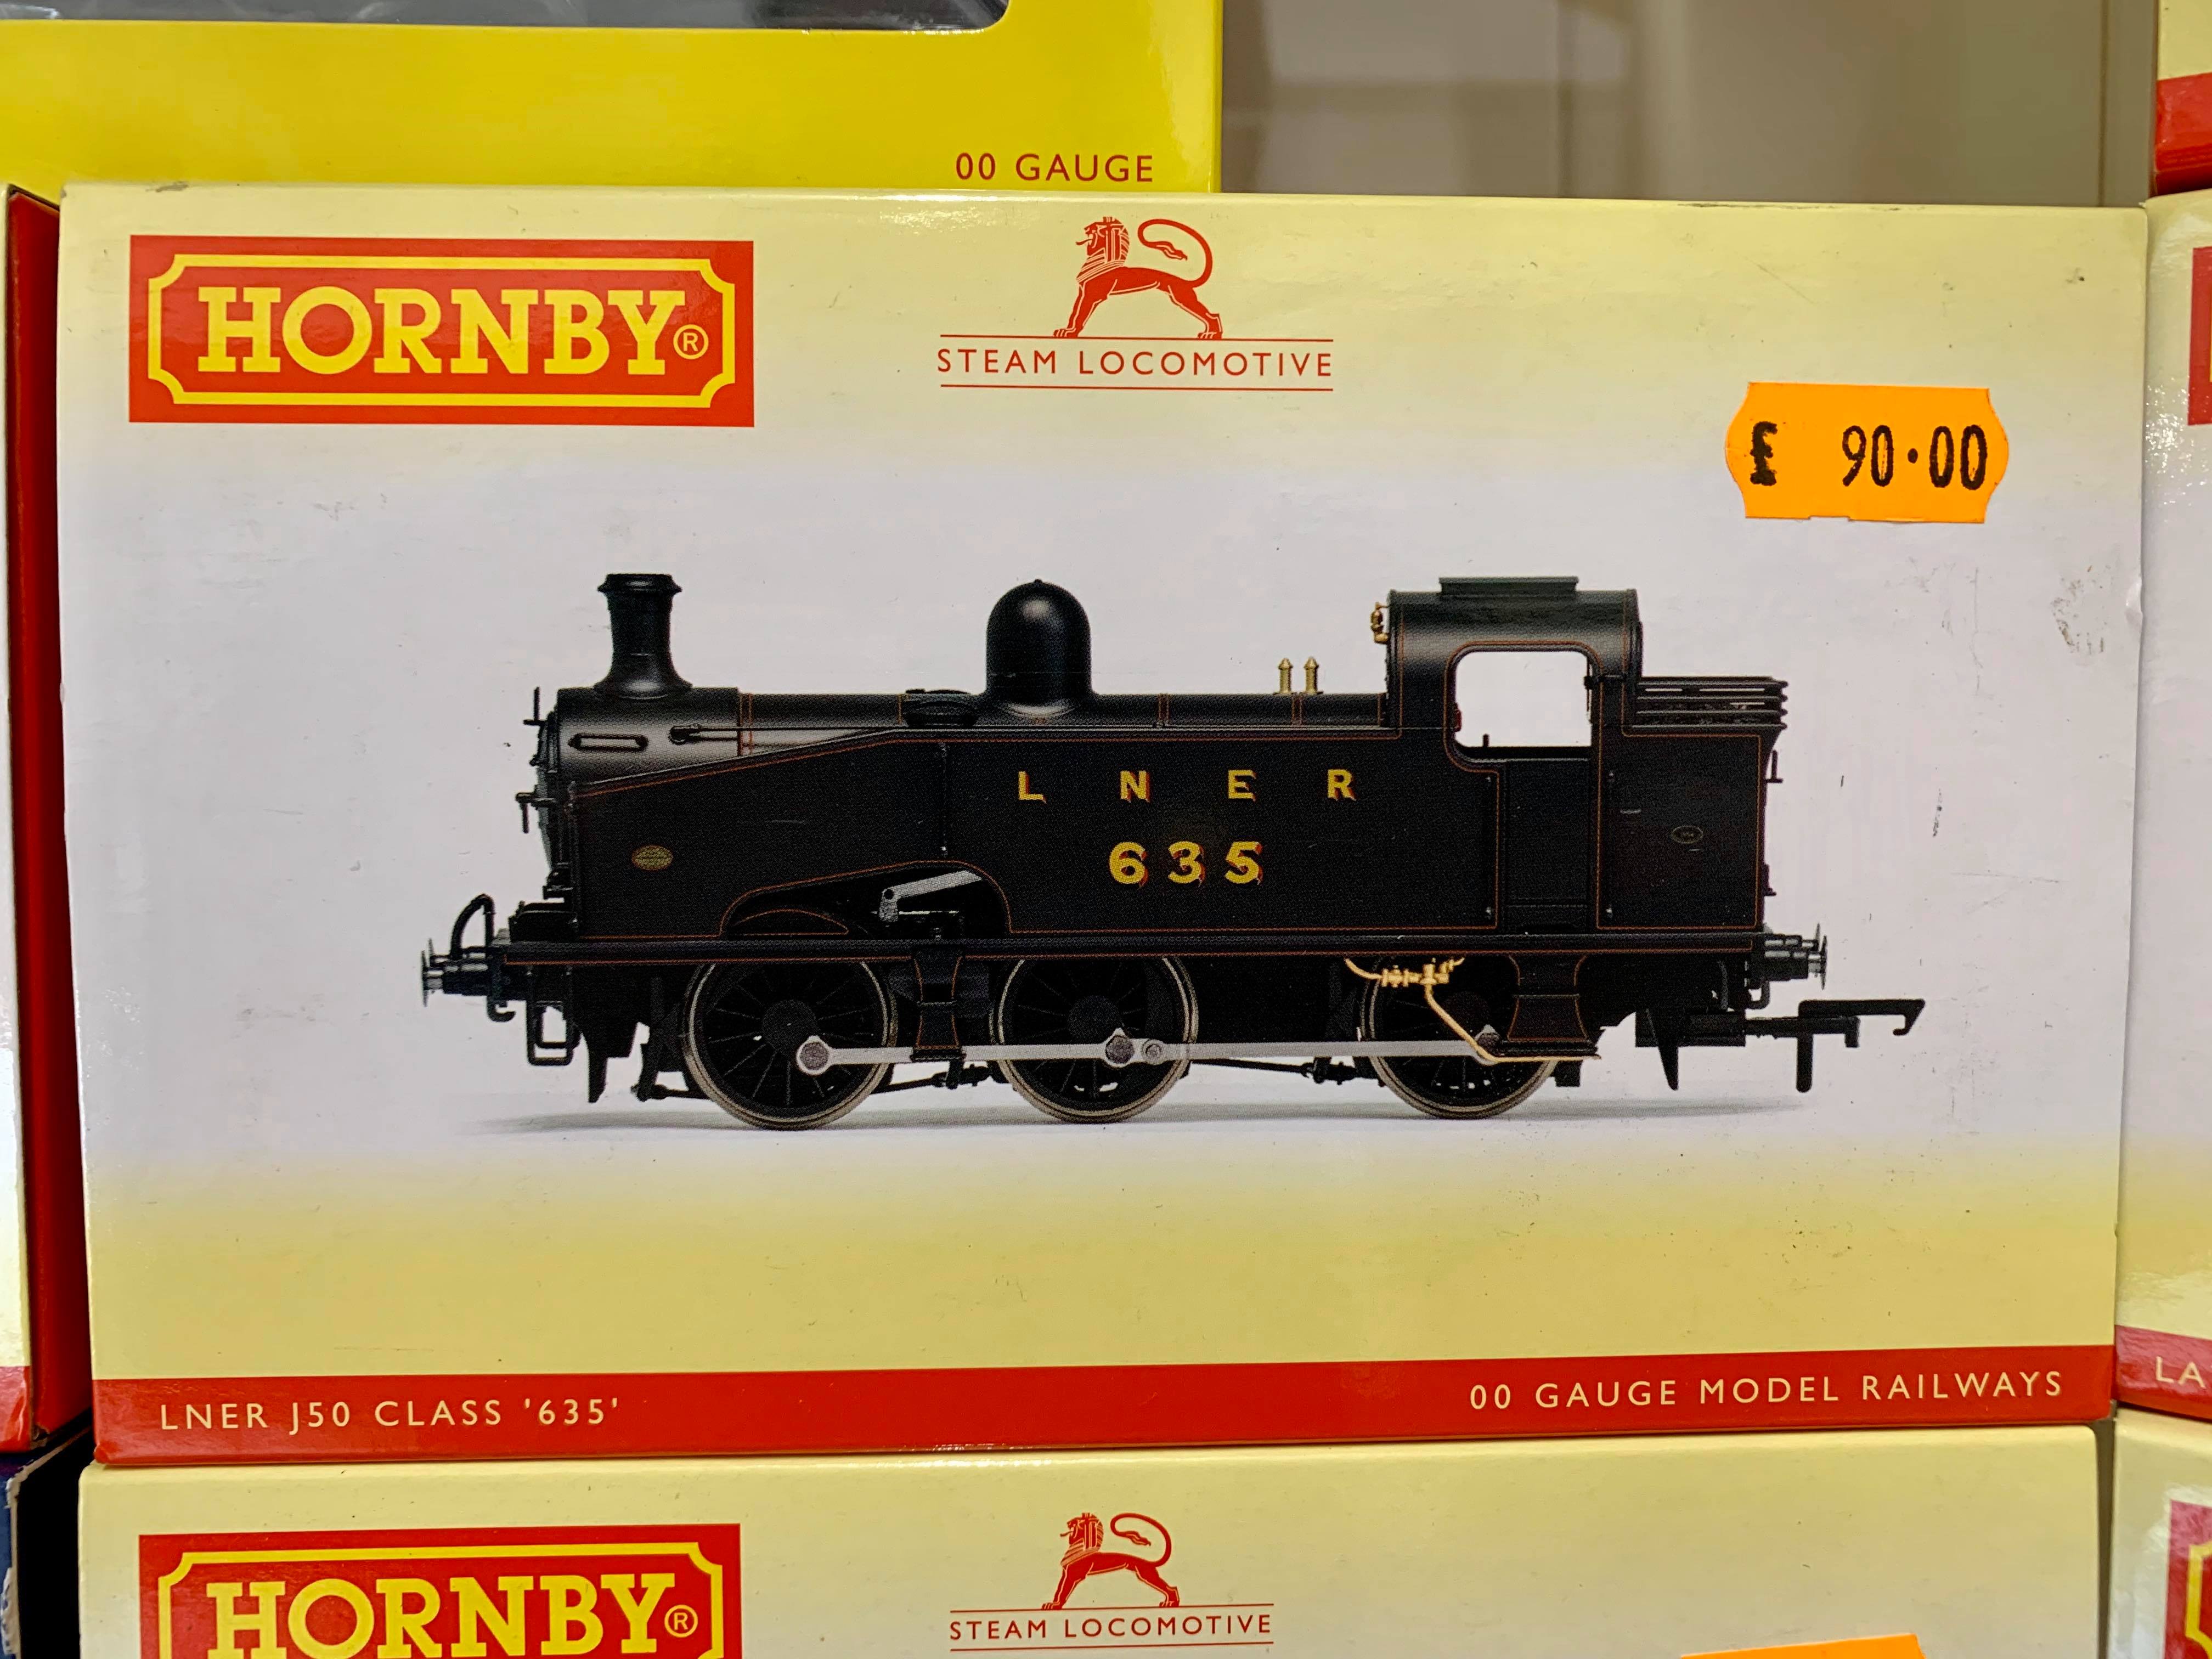 00 GAUGE
HORNBY®
STEAM LOCOMOTIVE
£ 90·00
L N E R
635
LNER J50 CLASS '635'
00 GAUGE MODEL RAILWAYS
LA
HORNBY®
STEAM LOCOMOTIVE